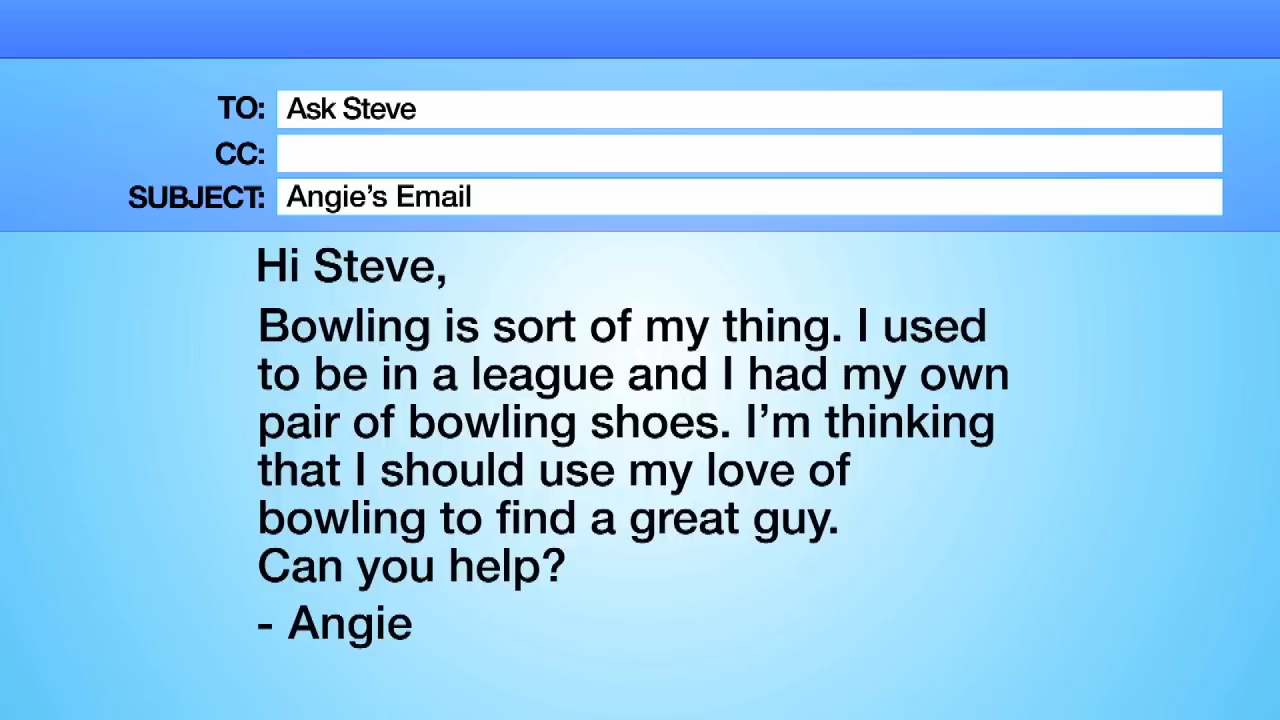 TO: Ask Steve
CC:
SUBJECT: Angie’s Email
Hi Steve,
Bowling is sort of my thing. I used
to be in a league and I had my own
pair of bowling shoes. I’m thinking
that I should use my love of
bowling to find a great guy.
Can you help?
- Angie